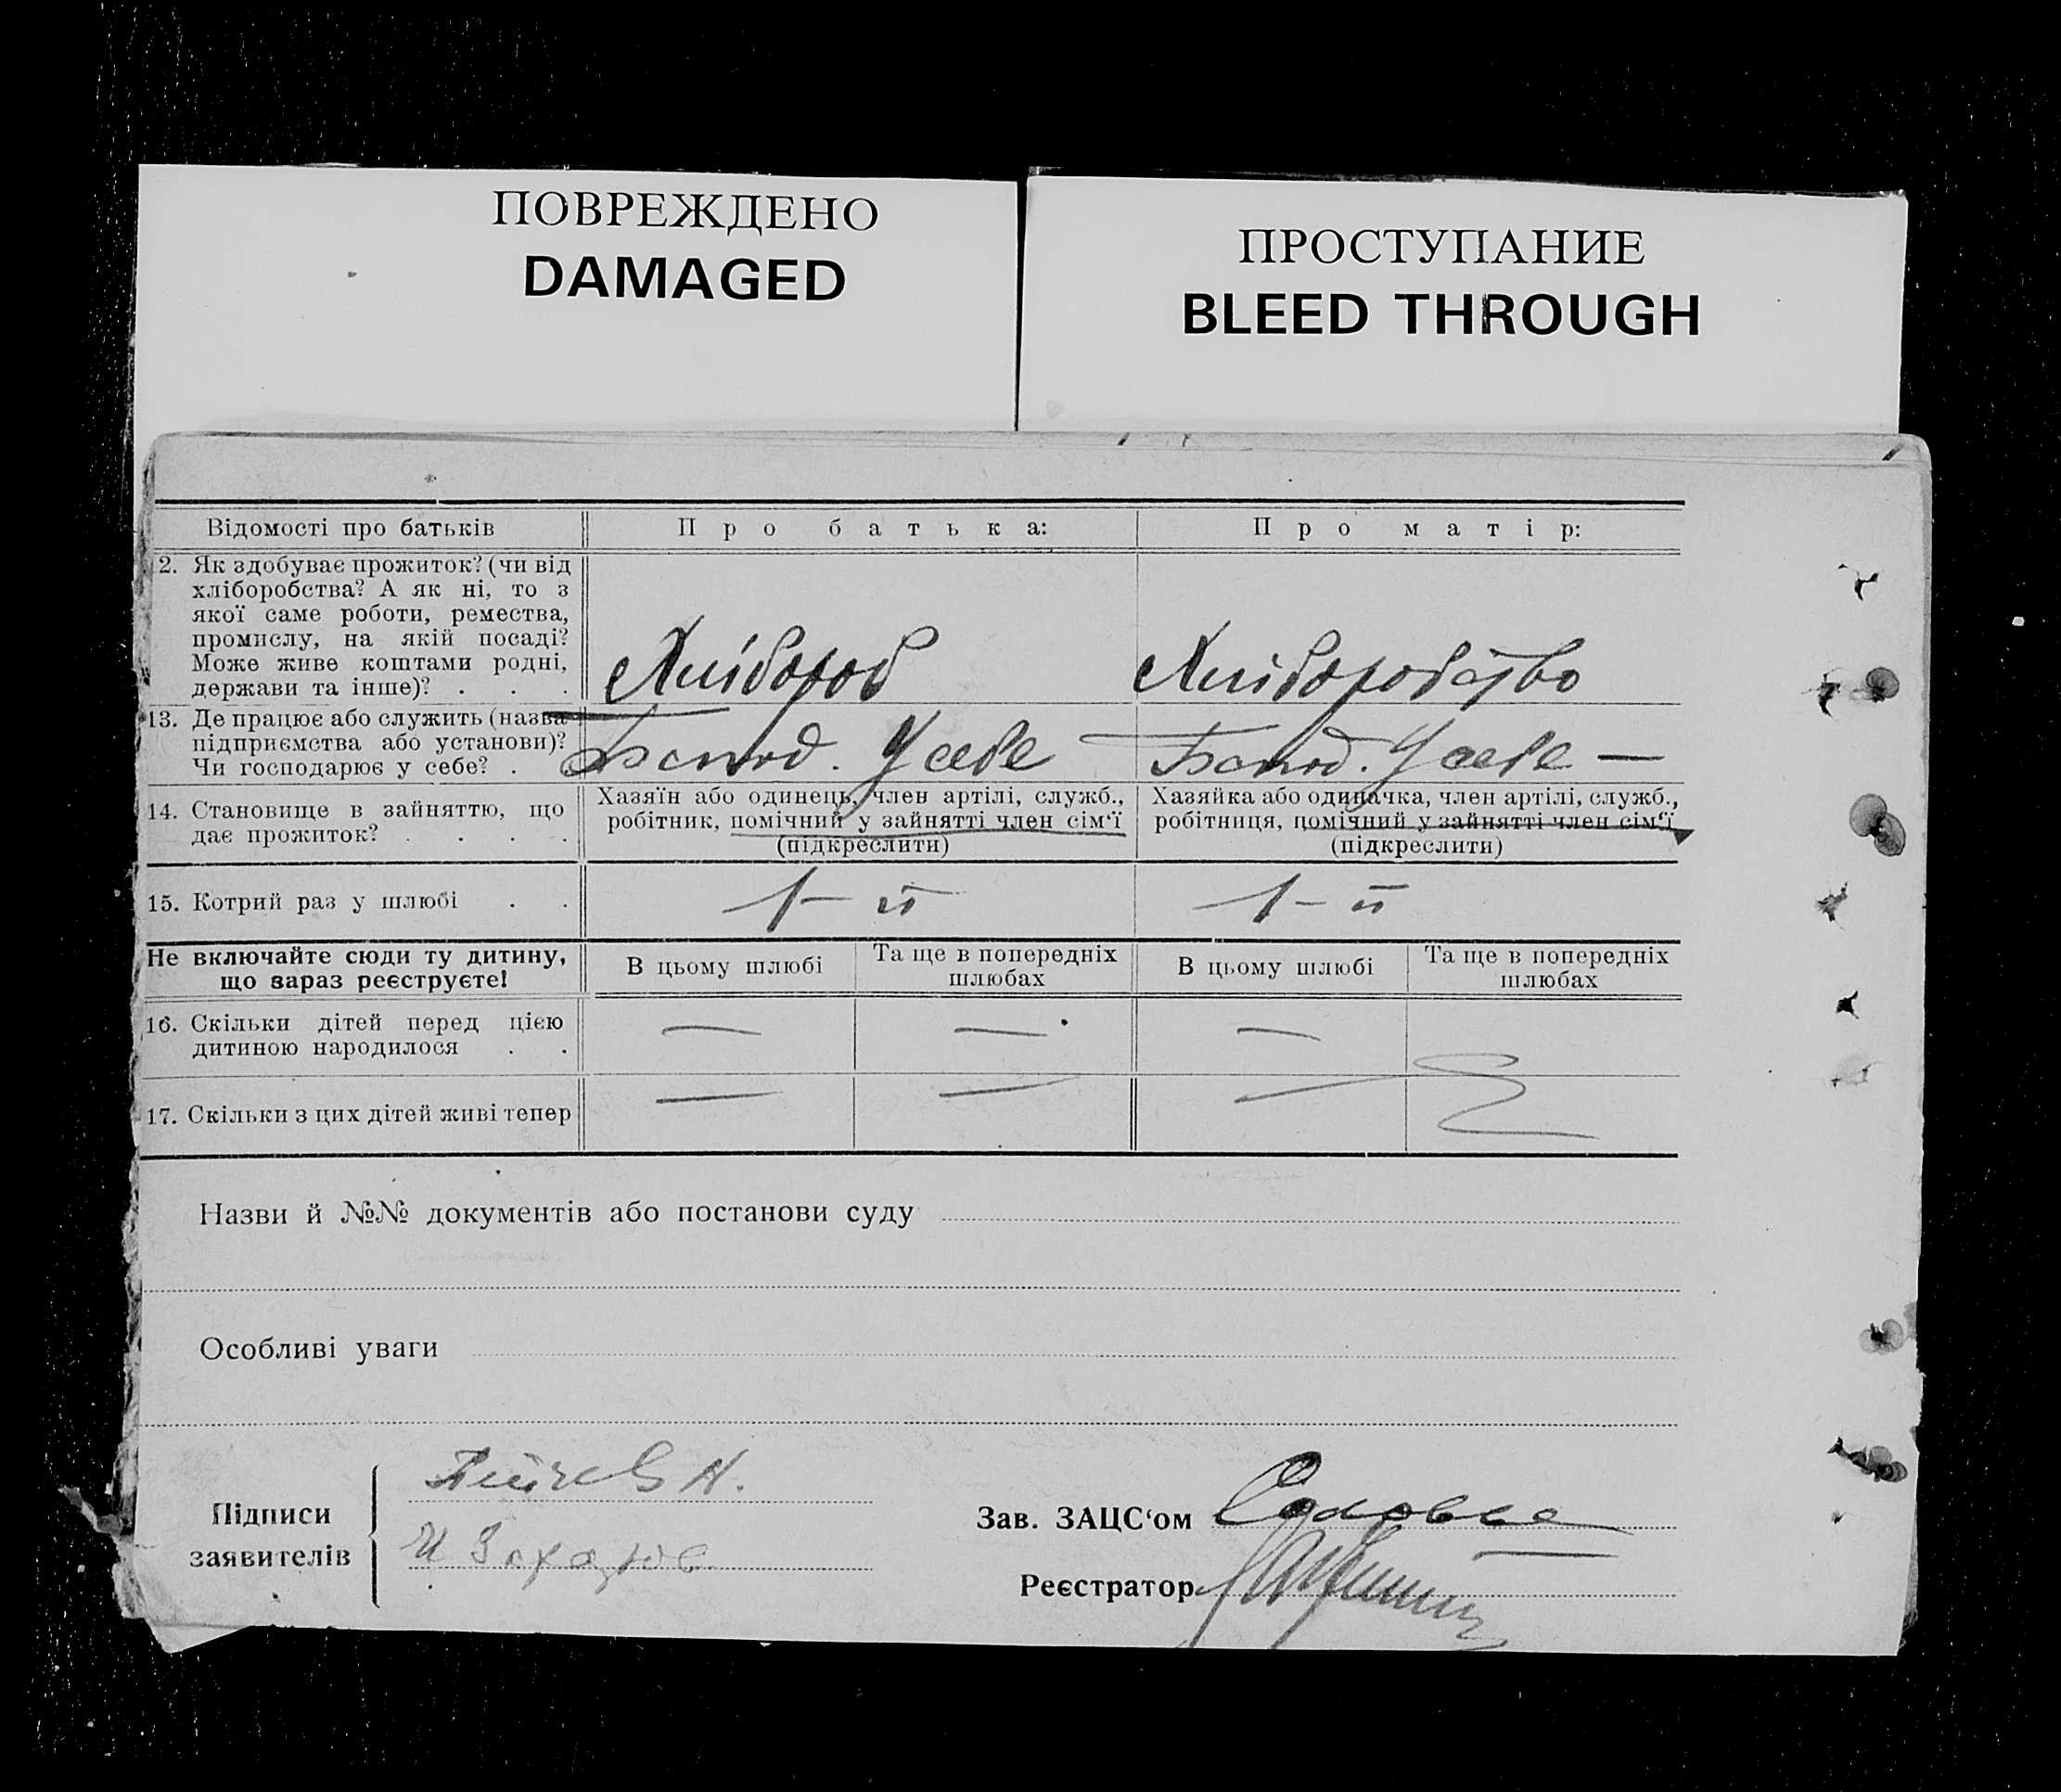 ПОВРЕЖДЕНО
DAMAGED
ПРОСТУПАНИЕ
BLEED THROUGH
Відомості про батьків
Про батька:
Про матір:
2. Як здобуває прожиток? (чи від
хліборобства? А як ні, то з
якої саме роботи, ремества,
промислу, на якій посаді?
Може живе коштами родні,
держави та інше)? . . .
Хлібороб
Хліборобство
13. Де працює або служить (назва
підприємства або установи)?
Чи господарює у себе? .
Господ. У себе
Господ. У себе —
14. Становище в зайняттю, що
дає прожиток? . . . .
Хазяїн або одинець, член артілі, служб.,
робітник, помічний у зайнятті член сім'ї
(підкреслити)
Хазяйка або одиначка, член артілі, служб.,
робітниця, помічний у зайнятті член сім'ї
(підкреслити)
15. Котрий раз у шлюбі . .
1-й
1-й
Не включайте сюди ту дитину,
що зараз реєструєте!
В цьому шлюбі
Та ще в попередніх
шлюбах
В цьому шлюбі
Та ще в попередніх
шлюбах
16. Скільки дітей перед цією
дитиною народилося . .
— — —
17. Скільки з цих дітей живі тепер
— — —
Назви й №№ документів або постанови суду
Особливі уваги
Підписи
заявителів
Зав. ЗАЦС'ом
Реєстратор